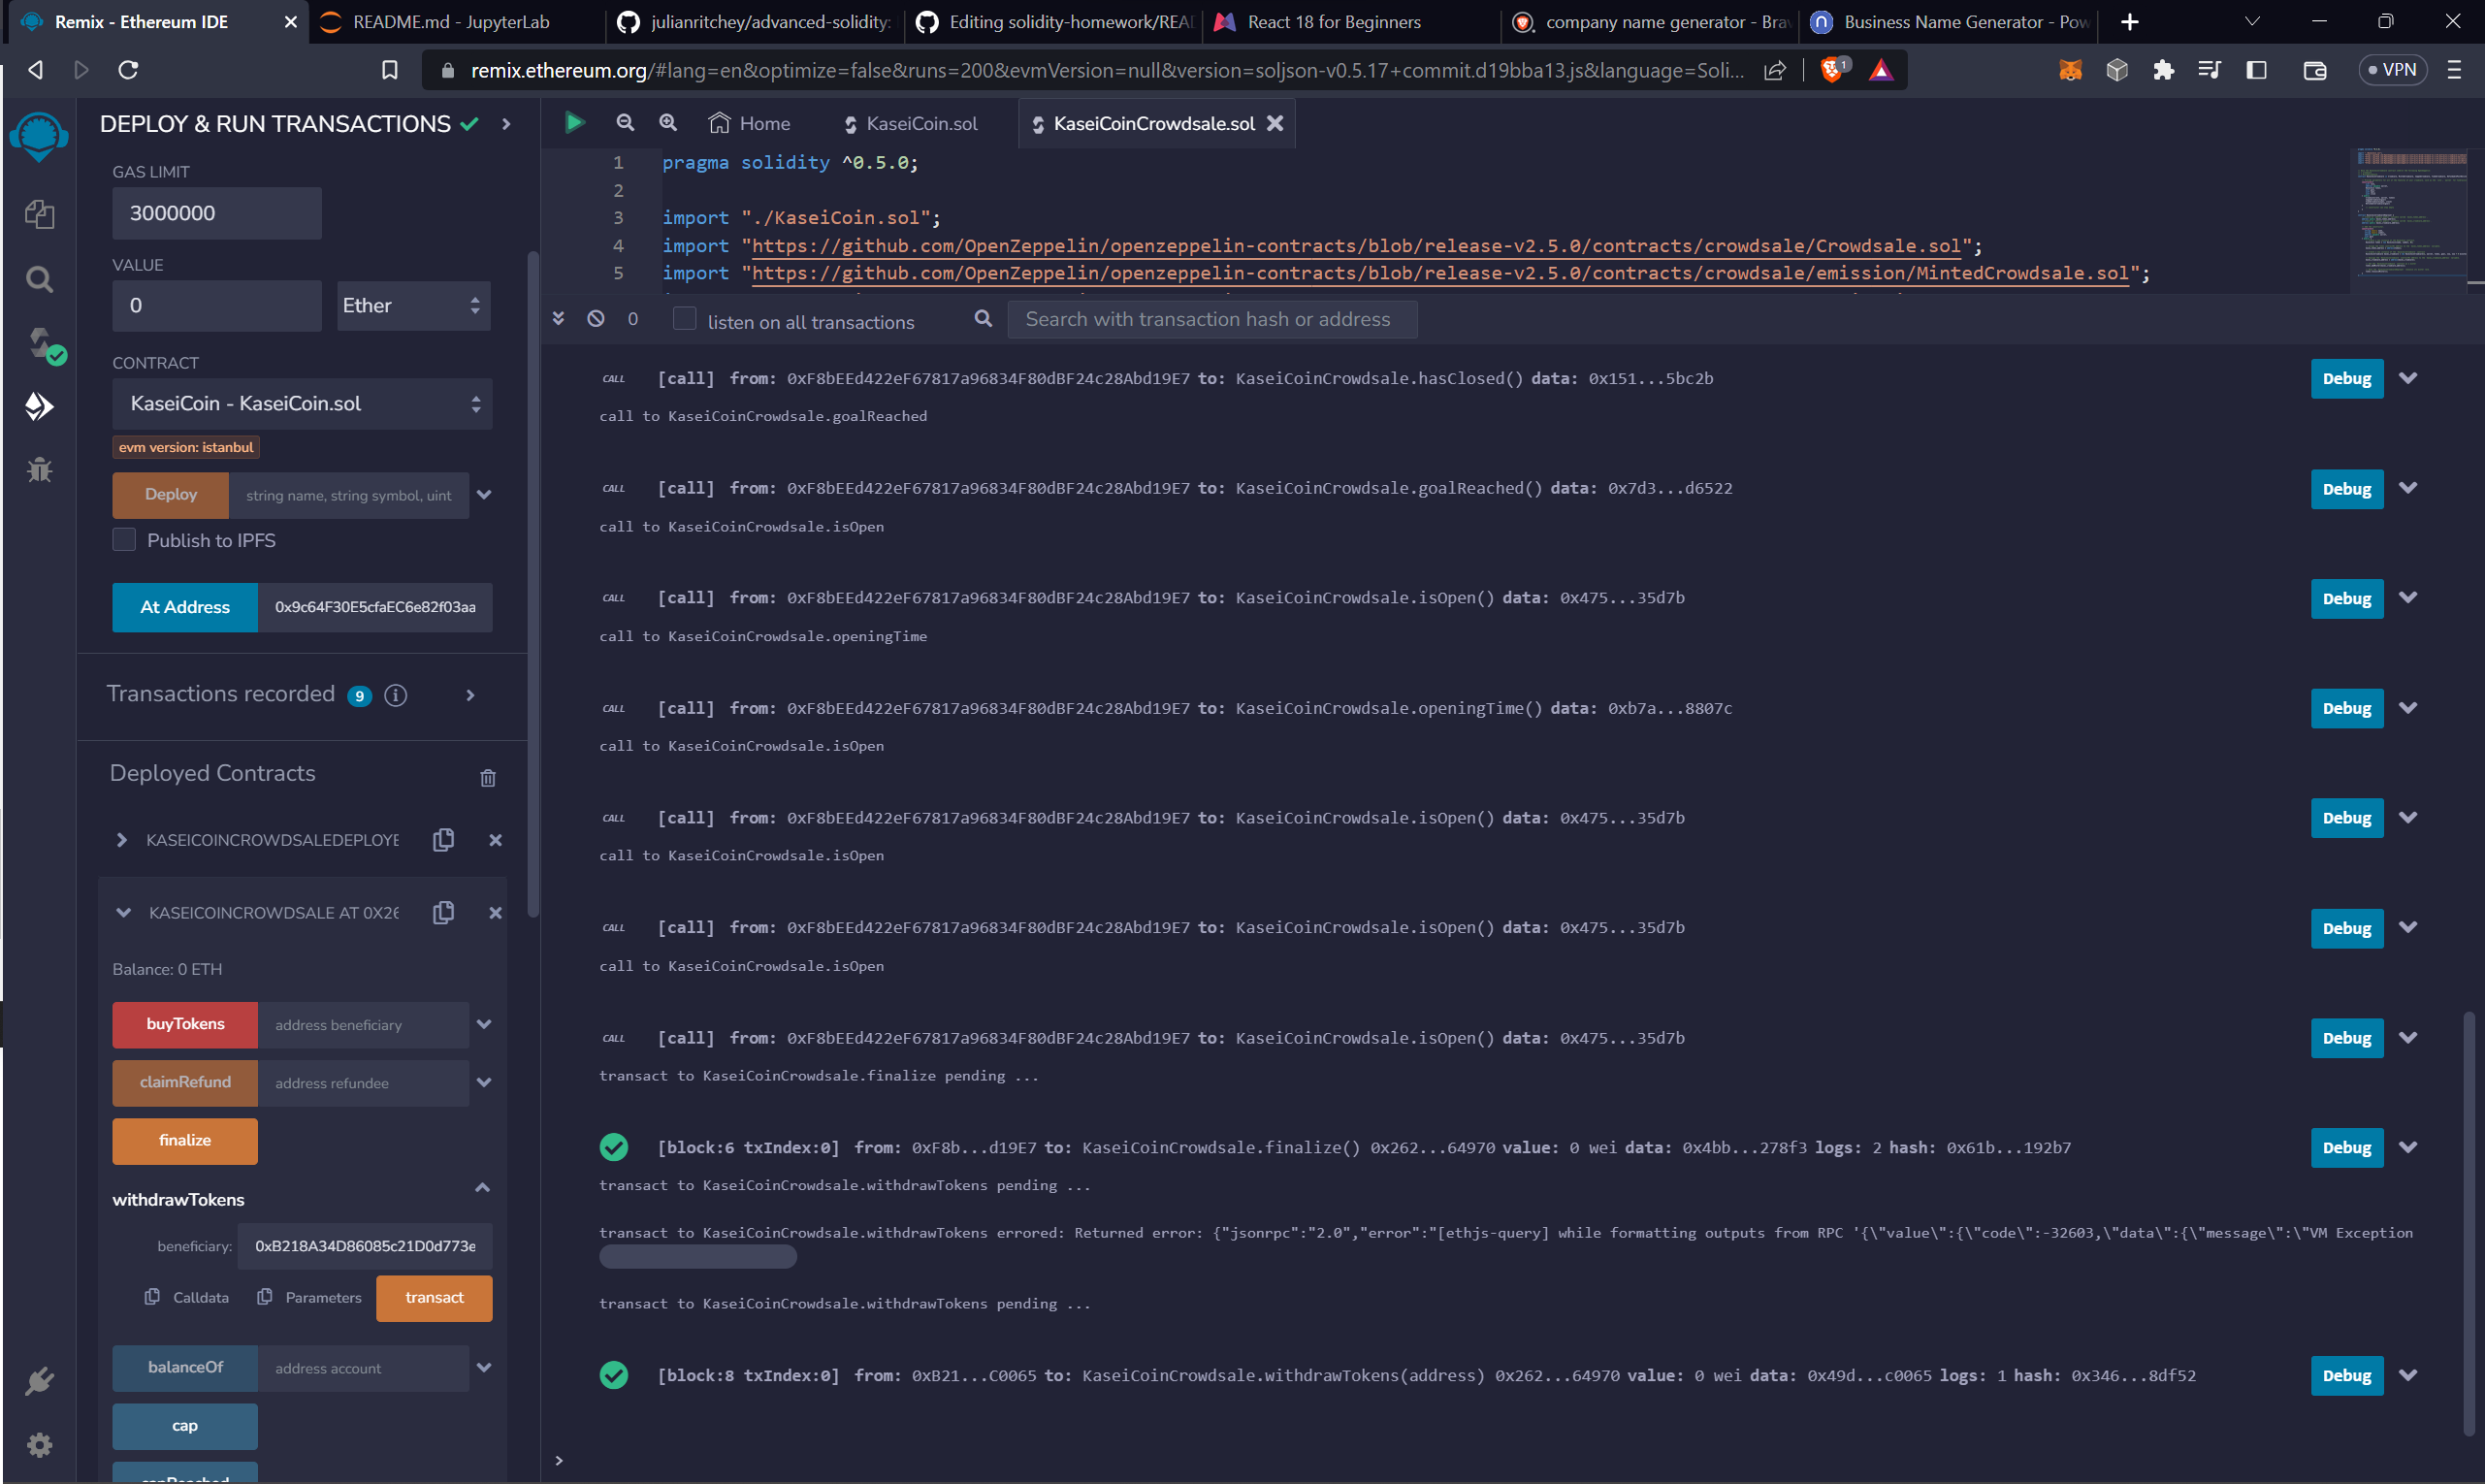 Remix - Ethereum IDE
README.md - JupyterLab
julianritchey/advanced-solidity:
Editing solidity-homework/READ
React 18 for Beginners
company name generator - Brav
Business Name Generator - Pow
remix.ethereum.org/#lang=en&optimize=false&runs=200&evmVersion=null&version=soljson-v0.5.17+commit.d19bba13.js&language=Soli...
1
VPN
DEPLOY & RUN TRANSACTIONS
GAS LIMIT
3000000
VALUE
0
Ether
CONTRACT
KaseiCoin - KaseiCoin.sol
evm version: istanbul
Deploy
string name, string symbol, uint
Publish to IPFS
At Address
0x9c64F30E5cfaEC6e82f03aa
Transactions recorded 9 i
Deployed Contracts
KASEICOINCROWDSALEDEPLOYE
KASEICOINCROWDSALE AT 0X26
Balance: 0 ETH
buyTokens
address beneficiary
claimRefund
address refundee
finalize
withdrawTokens
beneficiary:
0xB218A34D86085c21D0d773e
Calldata
Parameters
transact
balanceOf
address account
cap
capReached
Home
KaseiCoin.sol
KaseiCoinCrowdsale.sol
1 pragma solidity ^0.5.0;
2
3 import "./KaseiCoin.sol";
4 import "https://github.com/OpenZeppelin/openzeppelin-contracts/blob/release-v2.5.0/contracts/crowdsale/Crowdsale.sol";
5 import "https://github.com/OpenZeppelin/openzeppelin-contracts/blob/release-v2.5.0/contracts/crowdsale/emission/MintedCrowdsale.sol";
0
listen on all transactions
Search with transaction hash or address
CALL [call] from: 0xF8bEEd422eF67817a96834F80dBF24c28Abd19E7 to: KaseiCoinCrowdsale.hasClosed() data: 0x151...5bc2b Debug
call to KaseiCoinCrowdsale.goalReached
CALL [call] from: 0xF8bEEd422eF67817a96834F80dBF24c28Abd19E7 to: KaseiCoinCrowdsale.goalReached() data: 0x7d3...d6522 Debug
call to KaseiCoinCrowdsale.isOpen
CALL [call] from: 0xF8bEEd422eF67817a96834F80dBF24c28Abd19E7 to: KaseiCoinCrowdsale.isOpen() data: 0x475...35d7b Debug
call to KaseiCoinCrowdsale.openingTime
CALL [call] from: 0xF8bEEd422eF67817a96834F80dBF24c28Abd19E7 to: KaseiCoinCrowdsale.openingTime() data: 0xb7a...8807c Debug
call to KaseiCoinCrowdsale.isOpen
CALL [call] from: 0xF8bEEd422eF67817a96834F80dBF24c28Abd19E7 to: KaseiCoinCrowdsale.isOpen() data: 0x475...35d7b Debug
call to KaseiCoinCrowdsale.isOpen
CALL [call] from: 0xF8bEEd422eF67817a96834F80dBF24c28Abd19E7 to: KaseiCoinCrowdsale.isOpen() data: 0x475...35d7b Debug
call to KaseiCoinCrowdsale.isOpen
CALL [call] from: 0xF8bEEd422eF67817a96834F80dBF24c28Abd19E7 to: KaseiCoinCrowdsale.isOpen() data: 0x475...35d7b Debug
transact to KaseiCoinCrowdsale.finalize pending ...
[block:6 txIndex:0] from: 0xF8b...d19E7 to: KaseiCoinCrowdsale.finalize() 0x262...64970 value: 0 wei data: 0x4bb...278f3 logs: 2 hash: 0x61b...192b7 Debug
transact to KaseiCoinCrowdsale.withdrawTokens pending ...
transact to KaseiCoinCrowdsale.withdrawTokens errored: Returned error: {"jsonrpc":"2.0","error":"[ethjs-query] while formatting outputs from RPC '{\"value\":{\"code\":-32603,\"data\":{\"message\":\"VM Exception
transact to KaseiCoinCrowdsale.withdrawTokens pending ...
[block:8 txIndex:0] from: 0xB21...C0065 to: KaseiCoinCrowdsale.withdrawTokens(address) 0x262...64970 value: 0 wei data: 0x49d...c0065 logs: 1 hash: 0x346...8df52 Debug
>